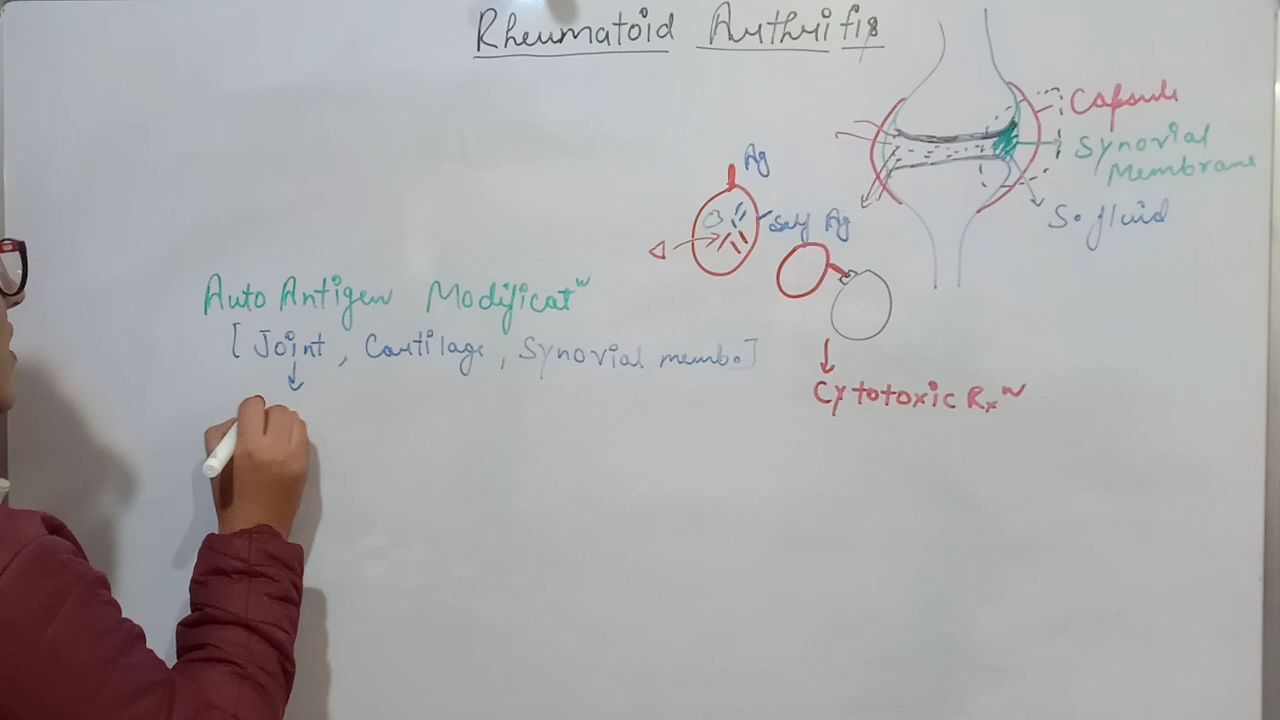 Rheumatoid Arthritis
Capsule
Synovial
Membrane
S. fluid
Ag
self Ag
Auto Antigen Modificatⁿ
[Joint, Cartilage, Synovial memb.]
Cytotoxic Rxⁿ